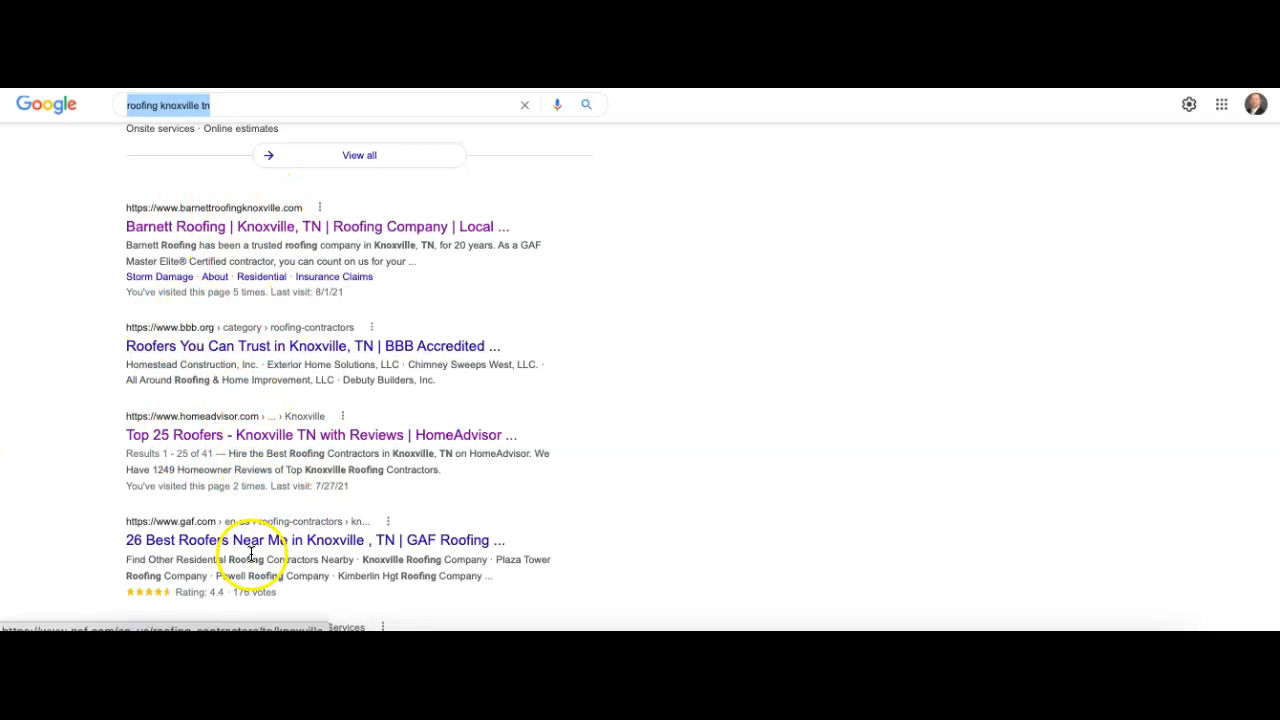 Google
roofing knoxville tn
Onsite services · Online estimates
View all
https://www.barnettroofingknoxville.com
Barnett Roofing | Knoxville, TN | Roofing Company | Local ...
Barnett Roofing has been a trusted roofing company in Knoxville, TN, for 20 years. As a GAF
Master Elite® Certified contractor, you can count on us for your ...
Storm Damage · About · Residential · Insurance Claims
You've visited this page 5 times. Last visit: 8/1/21
https://www.bbb.org › category › roofing-contractors
Roofers You Can Trust in Knoxville, TN | BBB Accredited ...
Homestead Construction, Inc. · Exterior Home Solutions, LLC · Chimney Sweeps West, LLC. ·
All Around Roofing & Home Improvement, LLC · Debuty Builders, Inc.
https://www.homeadvisor.com › ... › Knoxville
Top 25 Roofers - Knoxville TN with Reviews | HomeAdvisor ...
Results 1 - 25 of 41 — Hire the Best Roofing Contractors in Knoxville, TN on HomeAdvisor. We
Have 1249 Homeowner Reviews of Top Knoxville Roofing Contractors.
You've visited this page 2 times. Last visit: 7/27/21
https://www.gaf.com › en-us › roofing-contractors › kn...
26 Best Roofers Near Me in Knoxville , TN | GAF Roofing ...
Find Other Residential Roofing Contractors Nearby · Knoxville Roofing Company · Plaza Tower
Roofing Company · Powell Roofing Company · Kimberlin Hgt Roofing Company ...
Rating: 4.4 · 176 votes
Services